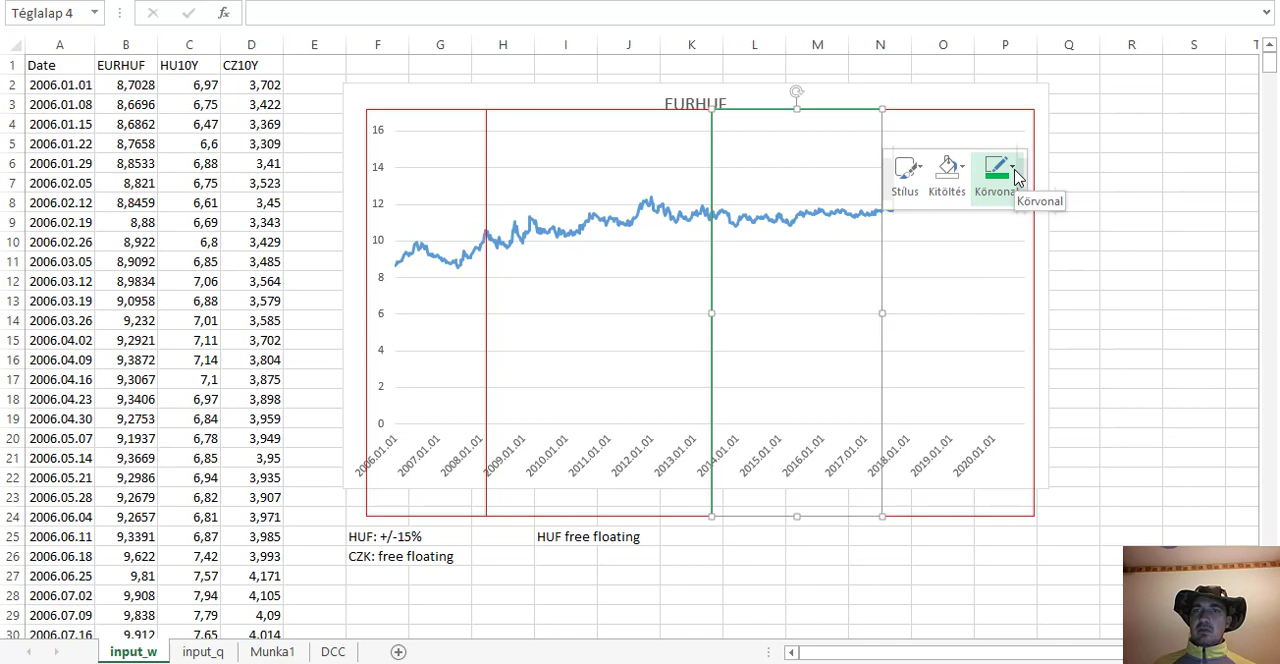 Téglalap 4
fx
A B C D E F G H I J K L M N O P Q R S T
1 Date EURHUF HU10Y CZ10Y
2 2006.01.01 8,7028 6,97 3,702
3 2006.01.08 8,6696 6,75 3,422
4 2006.01.15 8,6862 6,47 3,369
5 2006.01.22 8,7658 6,6 3,309
6 2006.01.29 8,8533 6,88 3,41
7 2006.02.05 8,821 6,75 3,523
8 2006.02.12 8,8459 6,61 3,45
9 2006.02.19 8,88 6,69 3,343
10 2006.02.26 8,922 6,8 3,429
11 2006.03.05 8,9092 6,85 3,485
12 2006.03.12 8,9834 7,06 3,564
13 2006.03.19 9,0958 6,88 3,579
14 2006.03.26 9,232 7,01 3,585
15 2006.04.02 9,2921 7,11 3,702
16 2006.04.09 9,3872 7,14 3,804
17 2006.04.16 9,3067 7,1 3,875
18 2006.04.23 9,3406 6,97 3,898
19 2006.04.30 9,2753 6,84 3,959
20 2006.05.07 9,1937 6,78 3,949
21 2006.05.14 9,3669 6,85 3,95
22 2006.05.21 9,2986 6,94 3,935
23 2006.05.28 9,2679 6,82 3,907
24 2006.06.04 9,2657 6,81 3,971
25 2006.06.11 9,3391 6,87 3,985
26 2006.06.18 9,622 7,42 3,993
27 2006.06.25 9,81 7,57 4,171
28 2006.07.02 9,908 7,94 4,105
29 2006.07.09 9,838 7,79 4,09
30 2006.07.16 9,912 7,65 4,014
EURHUF
16
14
10
8
6
4
2
0
2006.01.01 2007.01.01 2008.01.01 2009.01.01 2010.01.01 2011.01.01 2012.01.01 2013.01.01 2014.01.01 2015.01.01 2016.01.01 2017.01.01 2018.01.01 2019.01.01 2020.01.01
Stílus Kitöltés Körvonal
Körvonal
HUF: +/-15% HUF free floating
CZK: free floating
input_w input_q Munka1 DCC